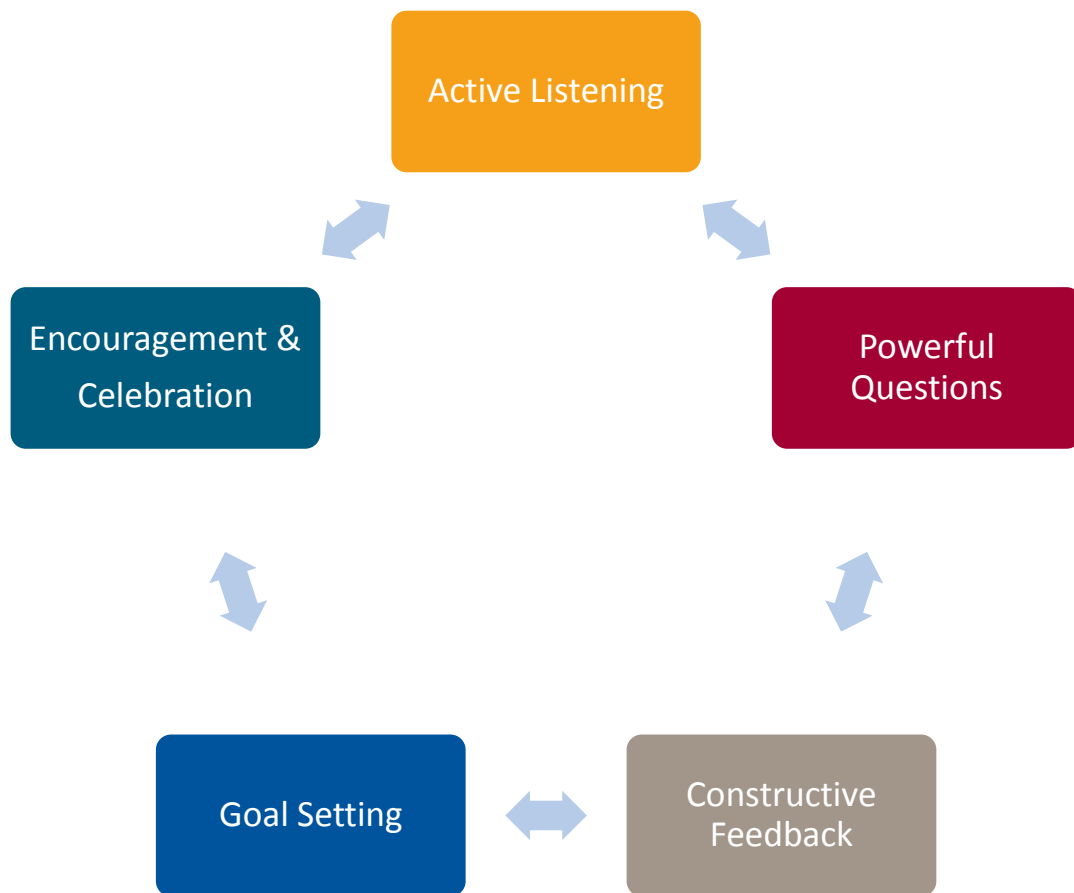 Active Listening
Encouragement &
Celebration
Powerful
Questions
Goal Setting
Constructive
Feedback